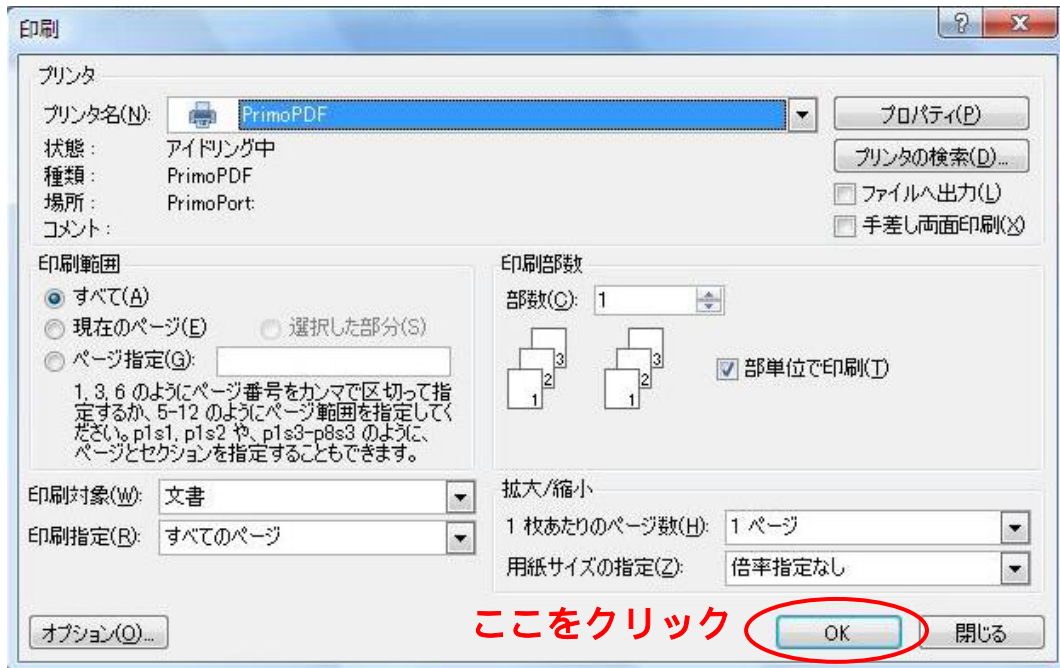 印刷
プリンタ
プリンタ名(N): PrimoPDF プロパティ(P)
状態: アイドリング中 プリンタの検索(D)...
種類: PrimoPDF
場所: PrimoPort: ファイルへ出力(L)
コメント: 手差し両面印刷(X)
印刷範囲
すべて(A)
現在のページ(E) 選択した部分(S)
ページ指定(G):
1, 3, 6 のようにページ番号をカンマで区切って指
定するか、5-12 のようにページ範囲を指定してく
ださい。p1s1, p1s2 や、p1s3-p8s3 のように、
ページとセクションを指定することもできます。
印刷部数
部数(C): 1
3 3
2 2
1 1
部単位で印刷(T)
印刷対象(W): 文書
印刷指定(R): すべてのページ
拡大/縮小
1 枚あたりのページ数(H): 1 ページ
用紙サイズの指定(Z): 倍率指定なし
ここをクリック
オプション(O)... OK 閉じる